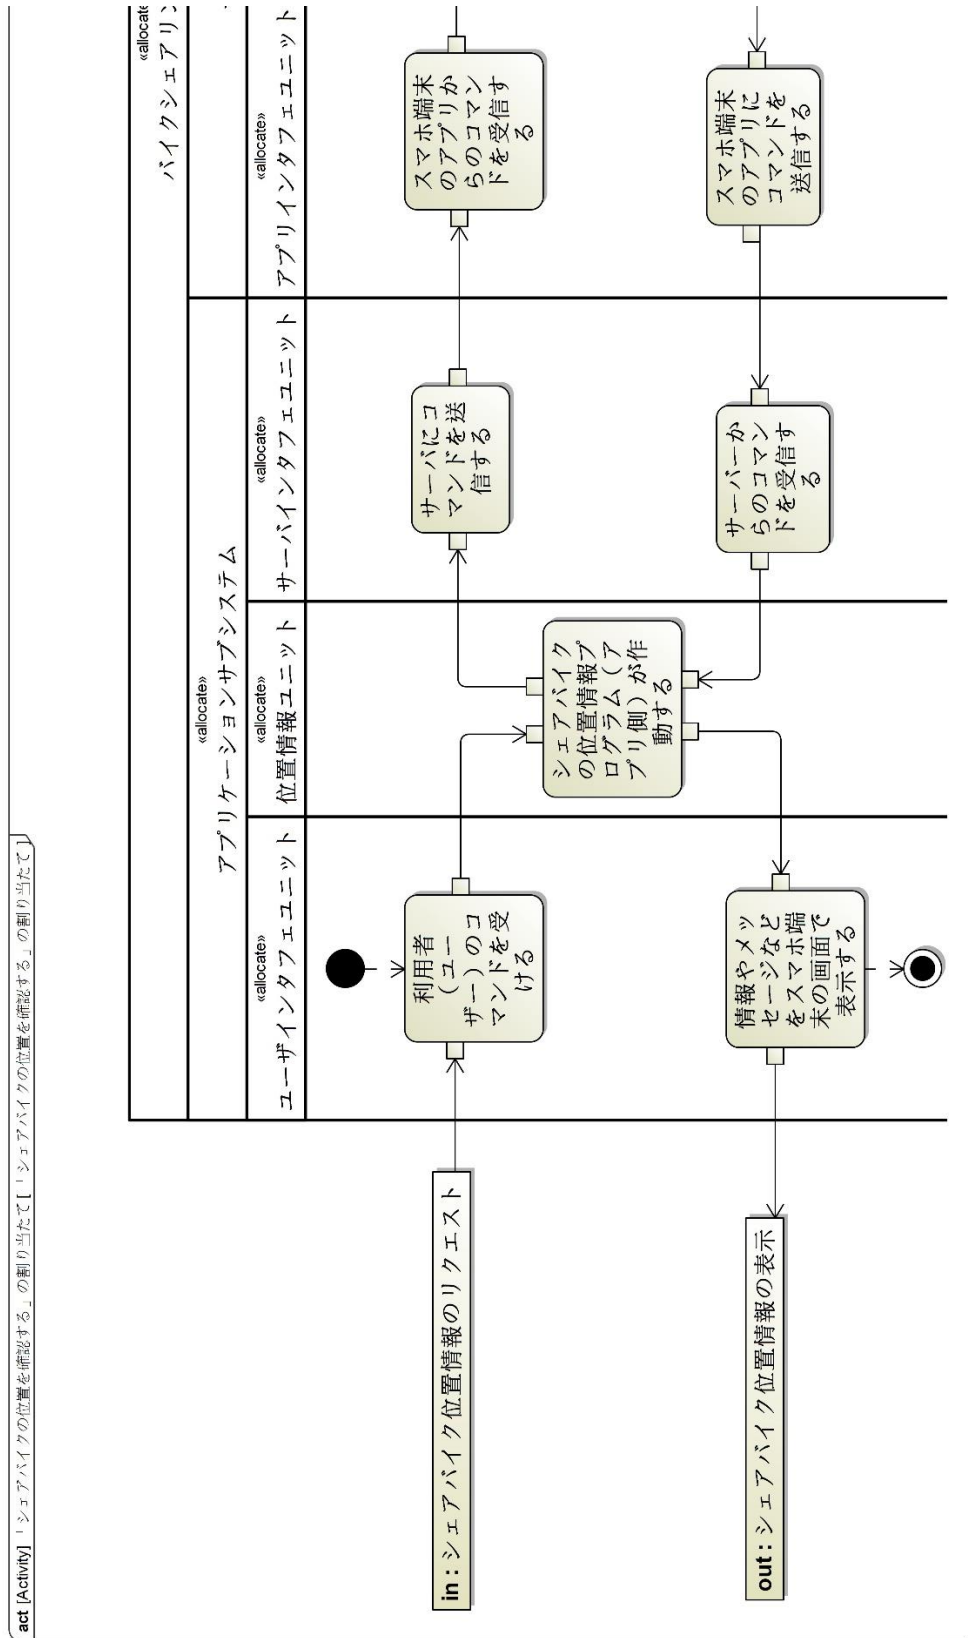 act [Activity] 「シェアバイクの位置を確認する」の割り当て [ 「シェアバイクの位置を確認する」の割り当て ]
«allocate
バイクシェアリン
«allocate»
アプリケーションサブシステム
«allocate»
ユーザインタフェユニット
«allocate»
位置情報ユニット
«allocate»
サーバインタフェユニット
«allocate»
アプリインタフェユニット
in : シェアバイク位置情報のリクエスト
利用者
（ユー
ザー）のコ
マンドを受
ける
シェアバイク
の位置情報プ
ログラム（ア
プリ側）が作
動する
サーバにコ
マンドを送
信する
スマホ端末
のアプリか
らのコマン
ドを受信す
る
out : シェアバイク位置情報の表示
情報やメッ
セージなど
をスマホ端
末の画面で
表示する
サーバーか
らのコマン
ドを受信す
る
スマホ端末
のアプリに
コマンドを
送信する